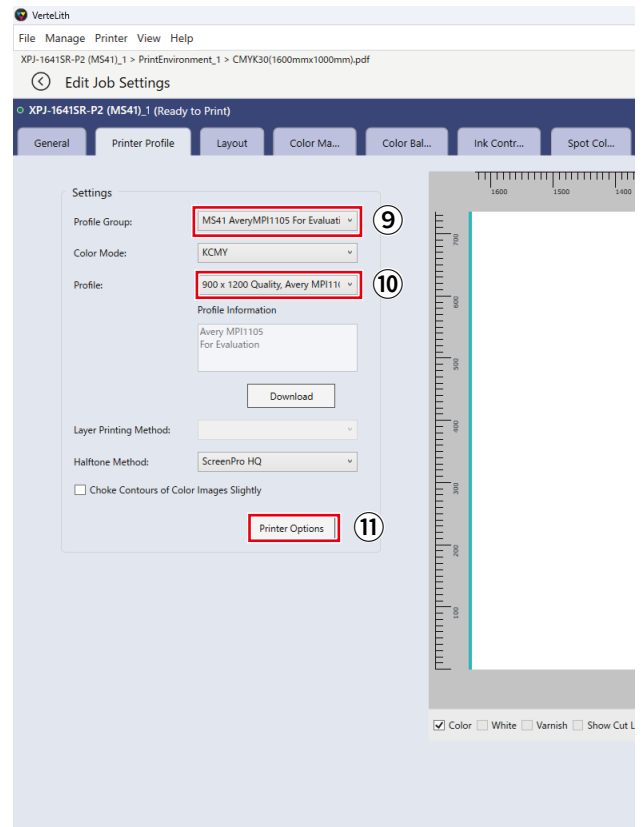 VerteLith
File Manage Printer View Help
XPJ-1641SR-P2 (MS41)_1 > PrintEnvironment_1 > CMYK30(1600mmx1000mm).pdf
Edit Job Settings
XPJ-1641SR-P2 (MS41)_1 (Ready to Print)
General Printer Profile Layout Color Ma... Color Bal... Ink Contr... Spot Col...
1600 1500 1400
Settings
Profile Group: MS41 AveryMPI1105 For Evaluati ⑨
Color Mode: KCMY
Profile: 900 x 1200 Quality, Avery MPI110 ⑩
Profile Information
Avery MPI1105
For Evaluation
Download
Layer Printing Method:
Halftone Method: ScreenPro HQ
Choke Contours of Color Images Slightly
Printer Options ⑪
700
600
500
400
300
200
100
Color White Varnish Show Cut L